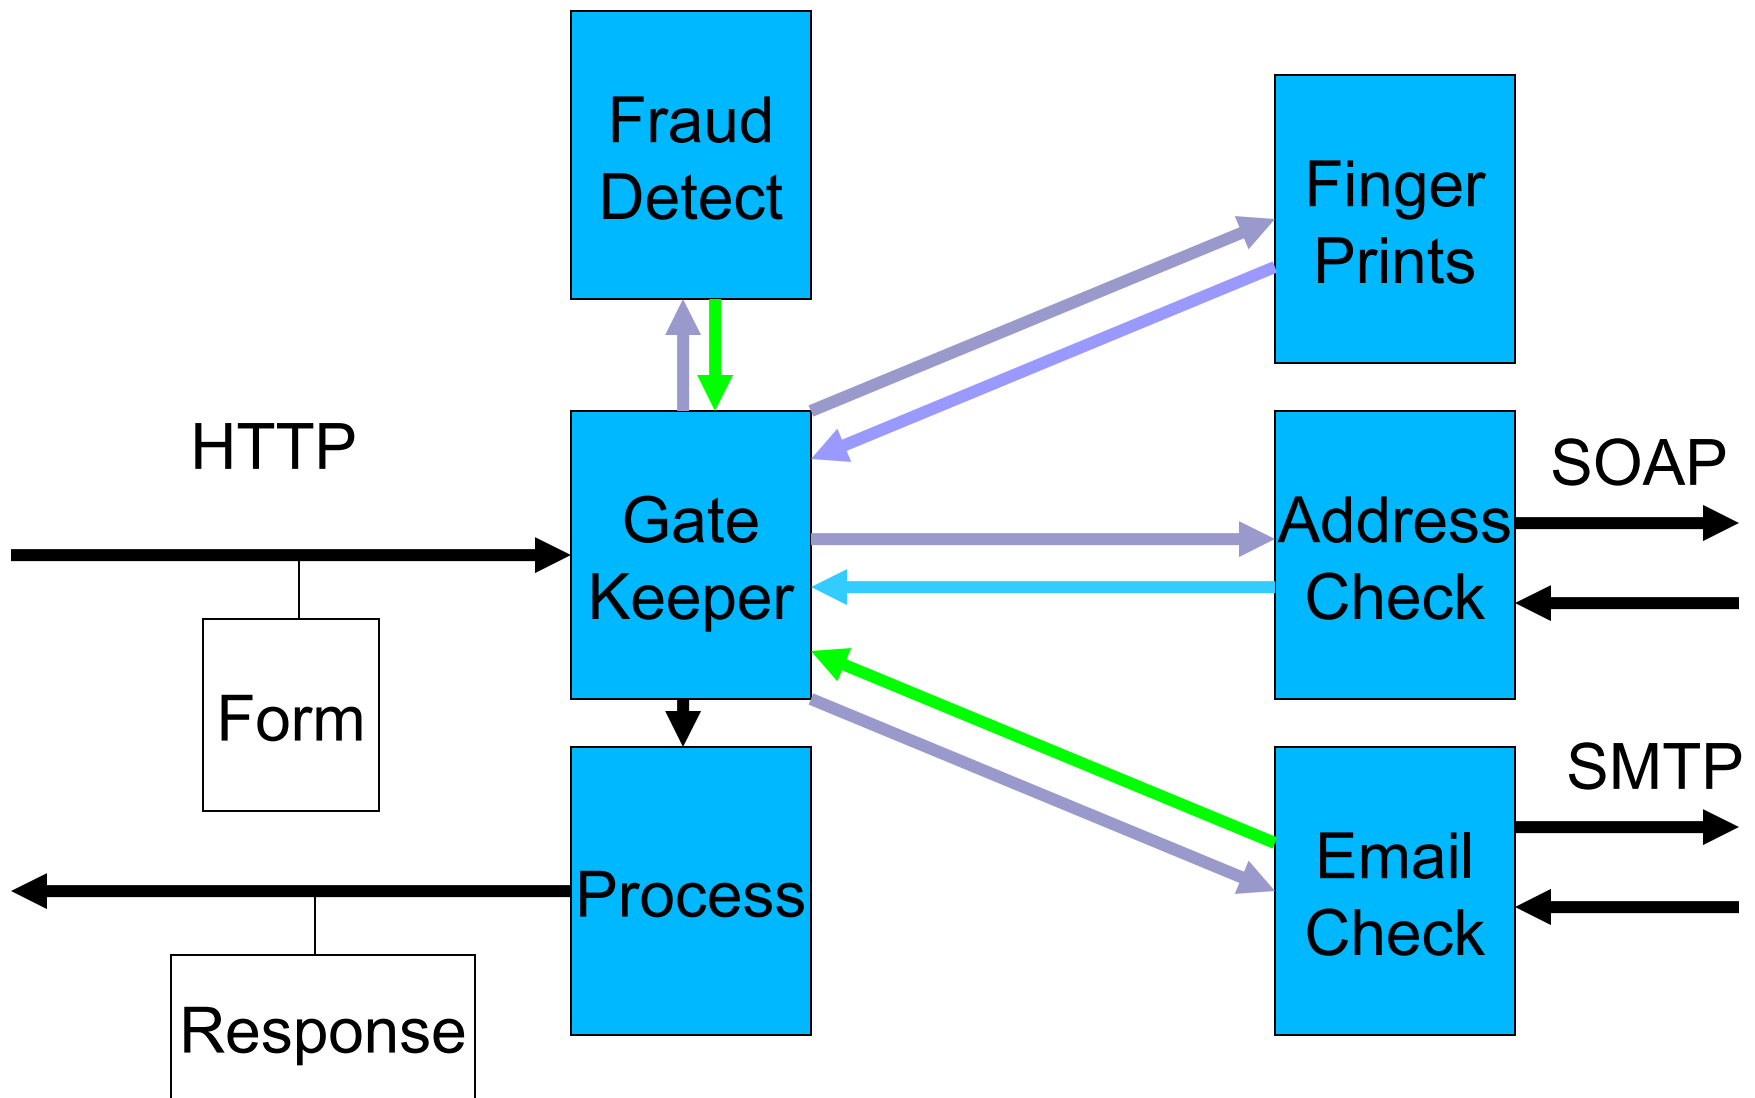 Fraud
Detect
Finger
Prints
HTTP
Gate
Keeper
Address
Check
SOAP
Form
Process
Email
Check
SMTP
Response